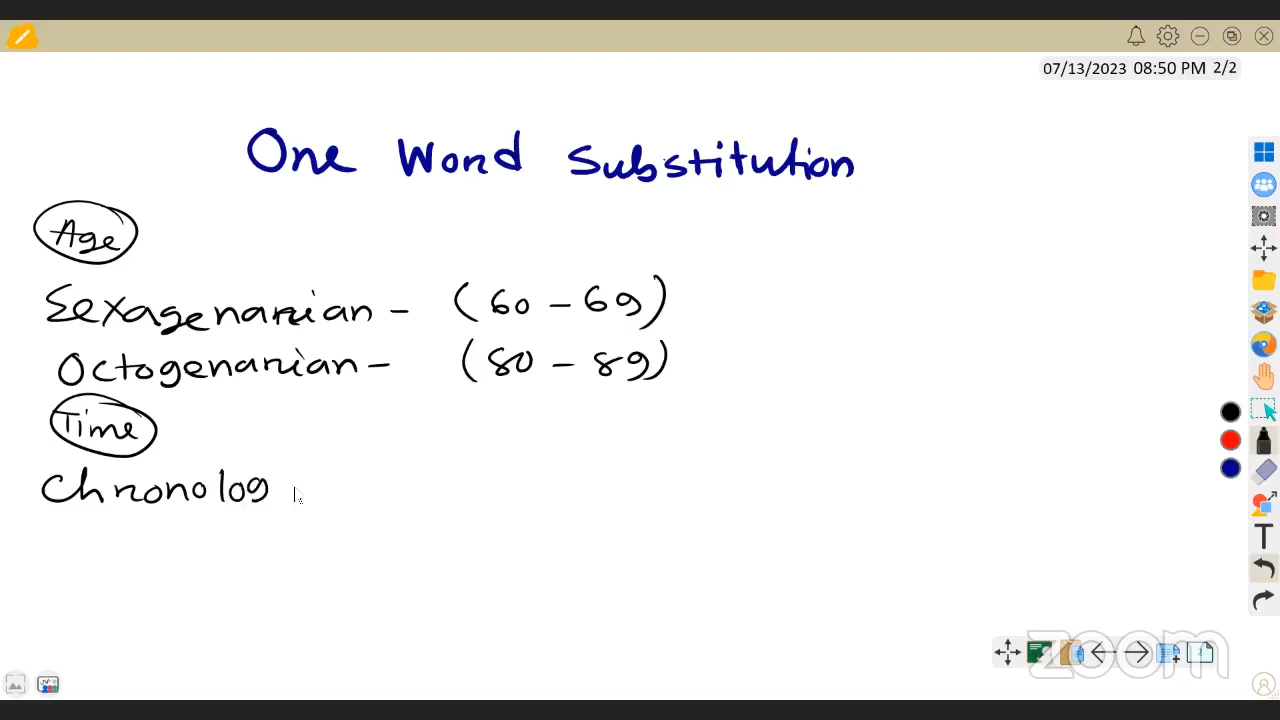 07/13/2023 08:50 PM 2/2
One Word Substitution
Age
Sexagenarian - (60 - 69)
Octogenarian - (80 - 89)
Time
Chronolog
T
zoom